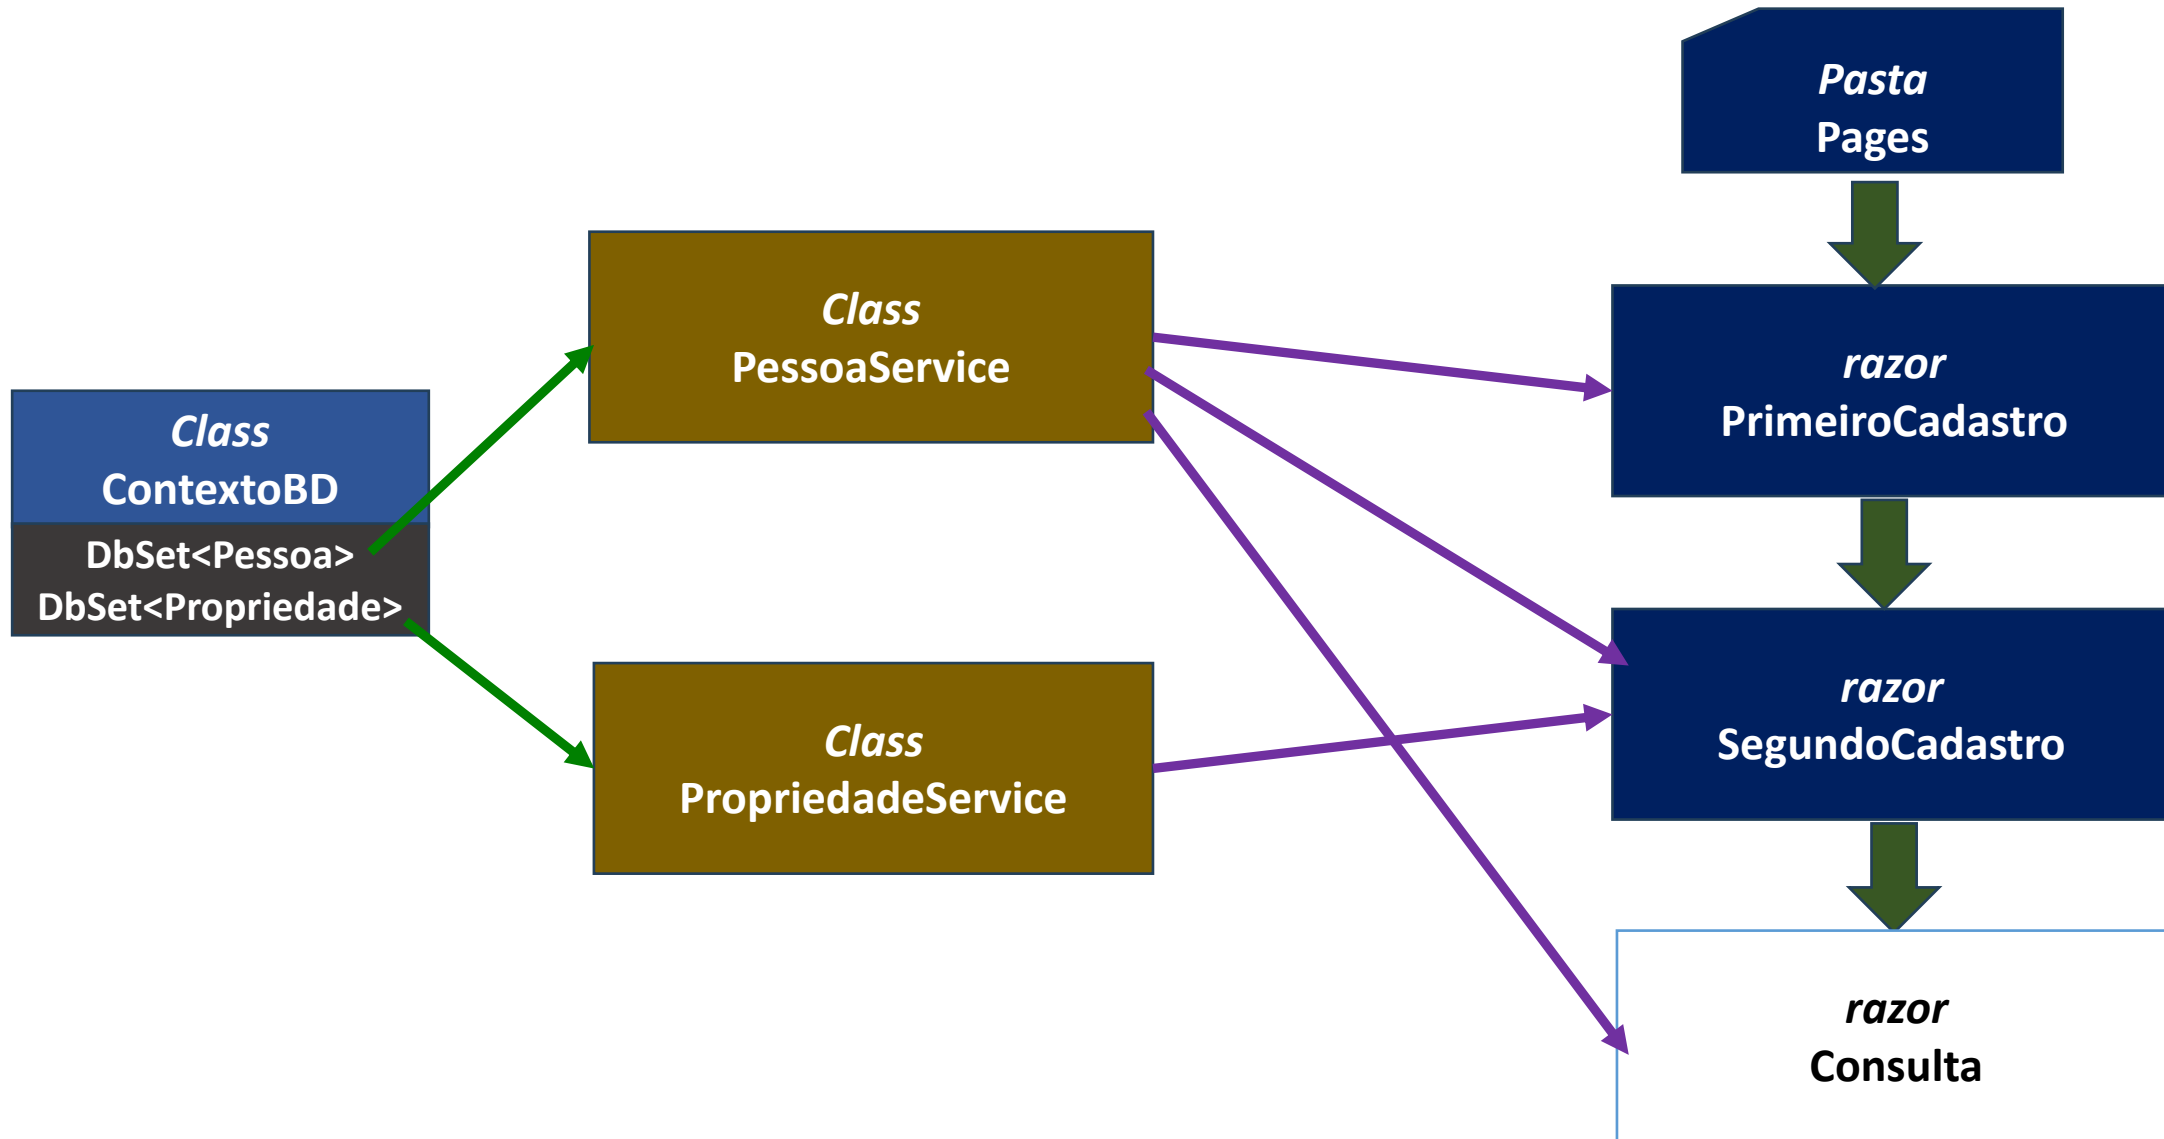 Pasta
Pages
Class
PessoaService
razor
PrimeiroCadastro
Class
ContextoBD
DbSet<Pessoa>
DbSet<Propriedade>
Class
PropriedadeService
razor
SegundoCadastro
razor
Consulta